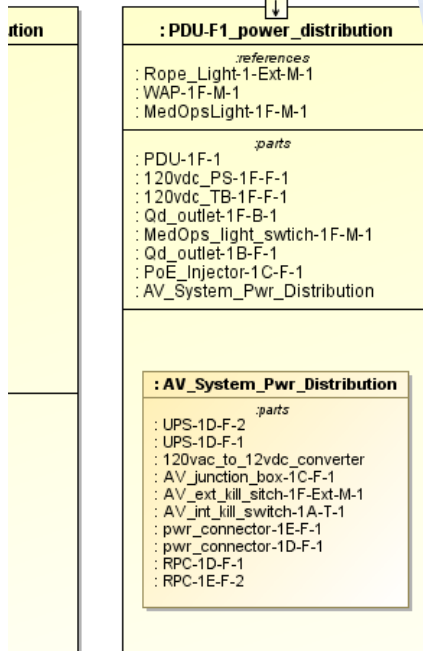 ution
: PDU-F1_power_distribution
:references
: Rope_Light-1-Ext-M-1
: WAP-1F-M-1
: MedOpsLight-1F-M-1
:parts
: PDU-1F-1
: 120vdc_PS-1F-F-1
: 120vdc_TB-1F-F-1
: Qd_outlet-1F-B-1
: MedOps_light_swtich-1F-M-1
: Qd_outlet-1B-F-1
: PoE_Injector-1C-F-1
: AV_System_Pwr_Distribution
: AV_System_Pwr_Distribution
:parts
: UPS-1D-F-2
: UPS-1D-F-1
: 120vac_to_12vdc_converter
: AV_junction_box-1C-F-1
: AV_ext_kill_sitch-1F-Ext-M-1
: AV_int_kill_switch-1A-T-1
: pwr_connector-1E-F-1
: pwr_connector-1D-F-1
: RPC-1D-F-1
: RPC-1E-F-2